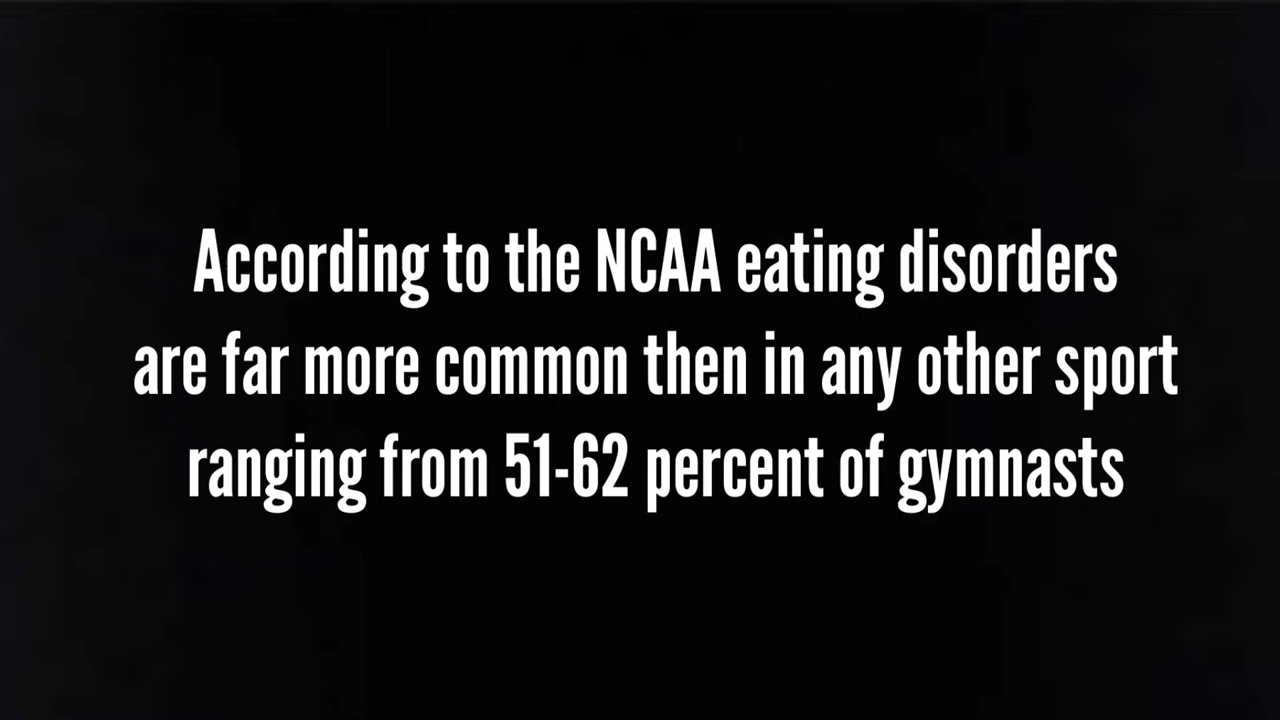 According to the NCAA eating disorders
are far more common then in any other sport
ranging from 51-62 percent of gymnasts